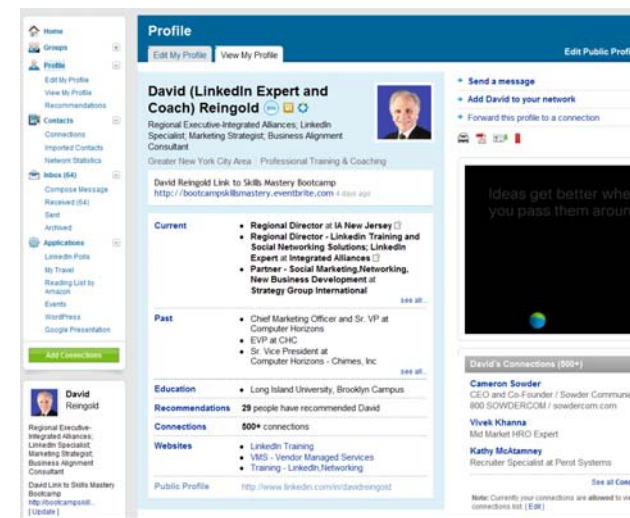 Home
Groups
Profile
Edit My Profile
View My Profile
Recommendations
Contacts
Connections
Imported Contacts
Network Statistics
Inbox (64)
Compose Message
Received (64)
Sent
Archived
Applications
LinkedIn Polls
My Travel
Reading List by
Amazon
Events
WordPress
Google Presentation
Add Connections
David
Reingold
Regional Executive-
Integrated Alliances;
LinkedIn Specialist;
Marketing Strategist;
Business Alignment
Consultant
David Link to Skills Mastery
Bootcamp
http://bootcampskill...
[ Update ]
Profile
Edit My Profile
View My Profile
Edit Public Profi
David (LinkedIn Expert and
Coach) Reingold
Regional Executive-Integrated Alliances; LinkedIn
Specialist; Marketing Strategist; Business Alignment
Consultant
Greater New York City Area | Professional Training & Coaching
David Reingold Link to Skills Mastery Bootcamp
http://bootcampskillsmastery.eventbrite.com 4 days ago
Current
• Regional Director at IA New Jersey
• Regional Director - Linkedin Training and
Social Networking Solutions; LinkedIn
Expert at Integrated Alliances
• Partner - Social Marketing,Networking,
New Business Development at
Strategy Group International
see all...
Past
• Chief Marketing Officer and Sr. VP at
Computer Horizons
• EVP at CHC
• Sr. Vice President at
Computer Horizons - Chimes, Inc
see all...
Education • Long Island University, Brooklyn Campus
Recommendations 29 people have recommended David
Connections 500+ connections
Websites
• LinkedIn Training
• VMS - Vendor Managed Services
• Training - LinkedIn,Networking
Public Profile http://www.linkedin.com/in/davidreingold
Send a message
Add David to your network
Forward this profile to a connection
Ideas get better whe
you pass them aroun
David's Connections (500+)
Cameron Sowder
CEO and Co-Founder / Sowder Communic
800 SOWDERCOM / sowdercom.com
Vivek Khanna
Mid Market HRO Expert
Kathy McAtamney
Recruiter Specialist at Perot Systems
See all Conn
Note: Currently your connections are allowed to vie
connections list. [ Edit ]